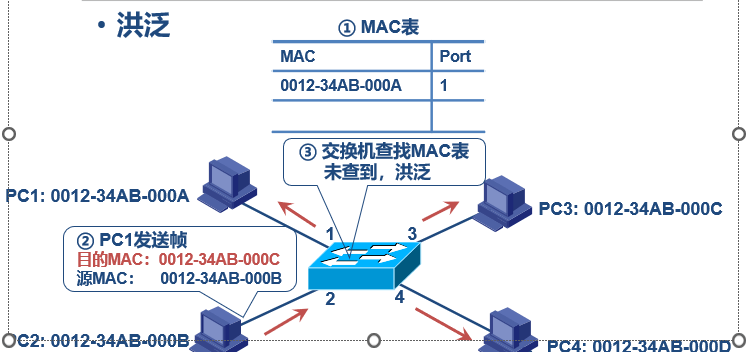 • 洪泛
① MAC表
MAC Port
0012-34AB-000A 1
③ 交换机查找MAC表
未查到，洪泛
PC1: 0012-34AB-000A
PC3: 0012-34AB-000C
② PC1发送帧
目的MAC：0012-34AB-000C
源MAC： 0012-34AB-000B
1
3
2
4
C2: 0012-34AB-000B
PC4: 0012-34AB-000D